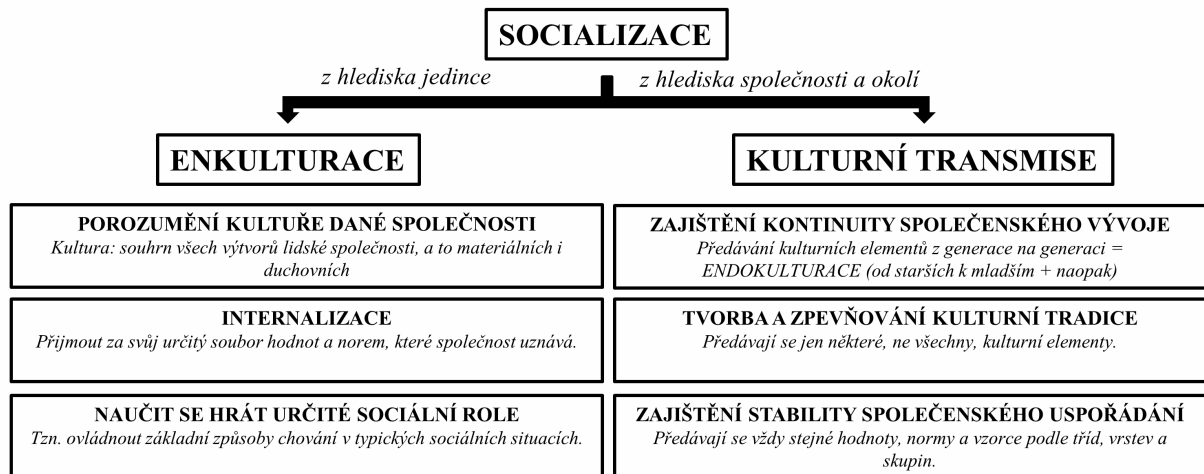 SOCIALIZACE
z hlediska jedince
z hlediska společnosti a okolí
ENKULTURACE
KULTURNÍ TRANSMISE
POROZUMĚNÍ KULTUŘE DANÉ SPOLEČNOSTI
Kultura: souhrn všech výtvorů lidské společnosti, a to materiálních i
duchovních
INTERNALIZACE
Přijmout za svůj určitý soubor hodnot a norem, které společnost uznává.
NAUČIT SE HRÁT URČITÉ SOCIÁLNÍ ROLE
Tzn. ovládnout základní způsoby chování v typických sociálních situacích.
ZAJIŠTĚNÍ KONTINUITY SPOLEČENSKÉHO VÝVOJE
Předávání kulturních elementů z generace na generaci =
ENDOKULTURACE (od starších k mladším + naopak)
TVORBA A ZPEVŇOVÁNÍ KULTURNÍ TRADICE
Předávají se jen některé, ne všechny, kulturní elementy.
ZAJIŠTĚNÍ STABILITY SPOLEČENSKÉHO USPOŘÁDÁNÍ
Předávají se vždy stejné hodnoty, normy a vzorce podle tříd, vrstev a
skupin.